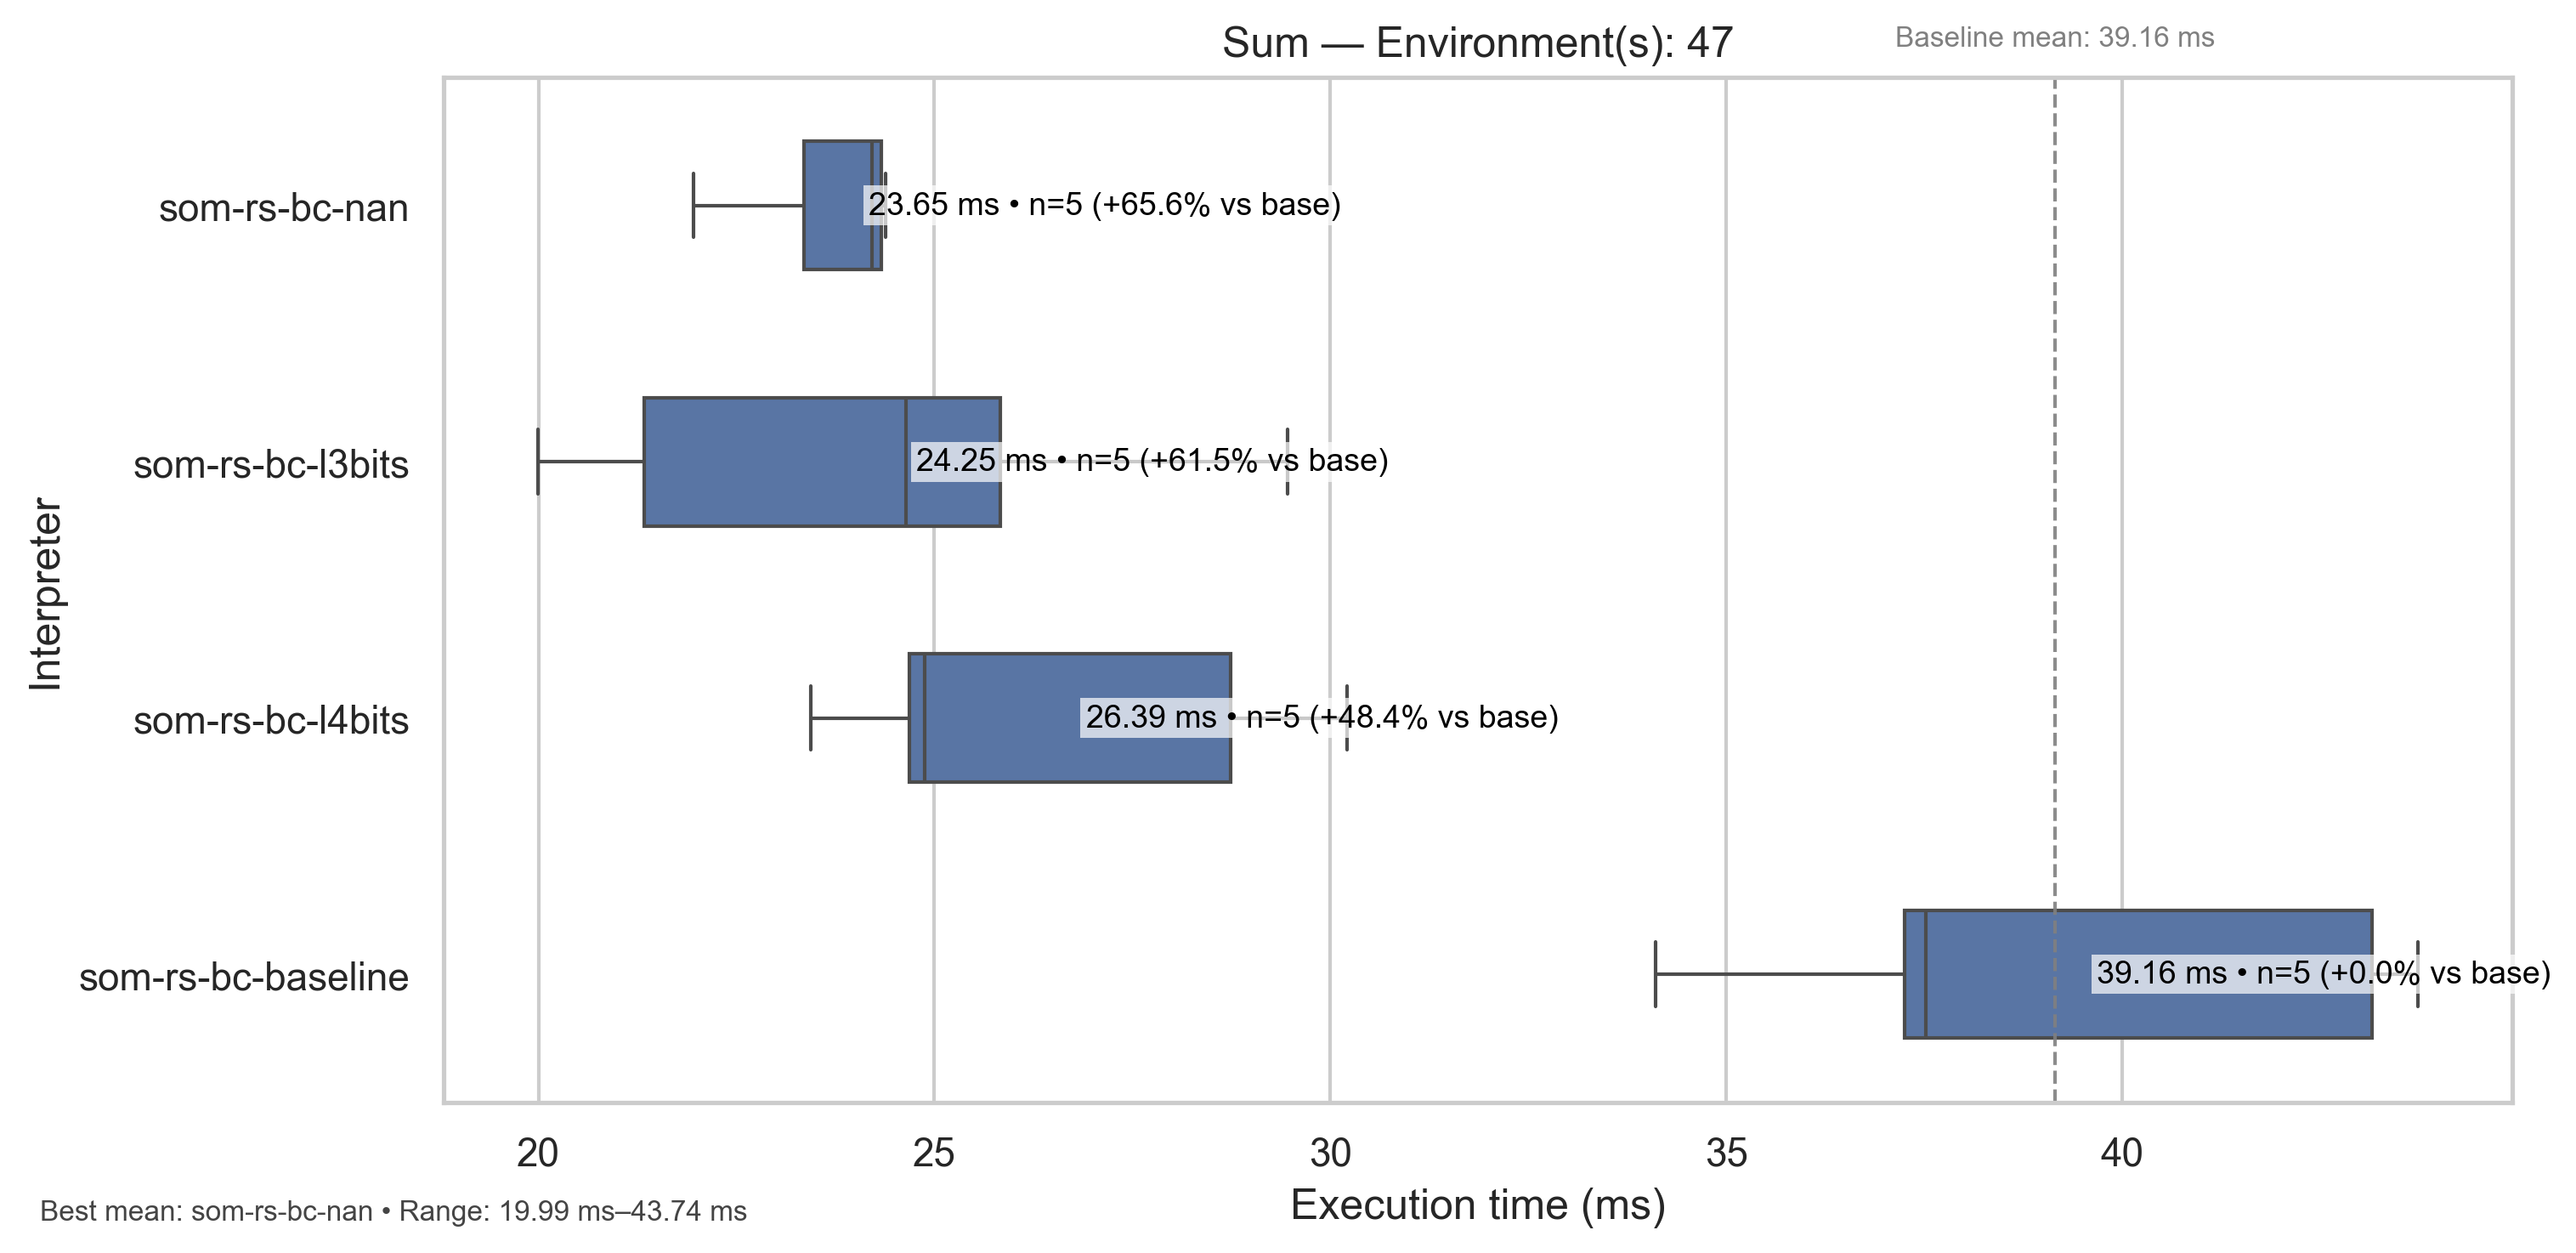 Sum — Environment(s): 47
Baseline mean: 39.16 ms
Interpreter
som-rs-bc-nan
23.65 ms • n=5 (+65.6% vs base)
som-rs-bc-l3bits
24.25 ms • n=5 (+61.5% vs base)
som-rs-bc-l4bits
26.39 ms • n=5 (+48.4% vs base)
som-rs-bc-baseline
39.16 ms • n=5 (+0.0% vs base)
20 25 30 35 40
Execution time (ms)
Best mean: som-rs-bc-nan • Range: 19.99 ms–43.74 ms